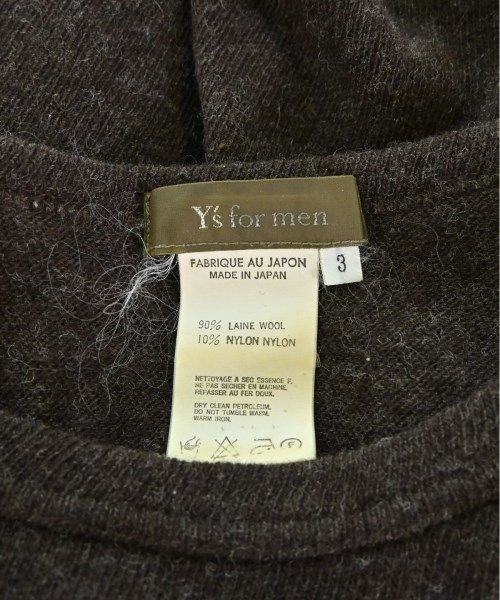 Y's for men
FABRIQUE AU JAPON
MADE IN JAPAN
3
90% LAINE WOOL
10% NYLON NYLON
NETTOYAGE A SEC ESSENCE F.
NE PAS SECHER EN MACHINE.
REPASSER AU FER DOUX.
DRY CLEAN PETROLEUM.
DO NOT TUMBLE WARM.
WARM IRON.
F